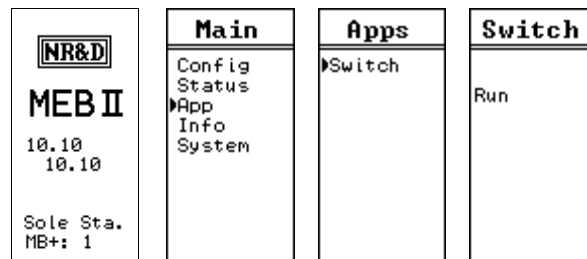 NR&D
MEB II
10.10
10.10
Sole Sta.
MB+: 1
Main
Config
Status
App
Info
System
Apps
Switch
Switch
Run